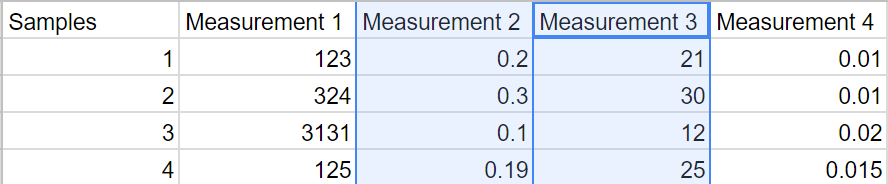 Samples Measurement 1 Measurement 2 Measurement 3 Measurement 4
1 123 0.2 21 0.01
2 324 0.3 30 0.01
3 3131 0.1 12 0.02
4 125 0.19 25 0.015